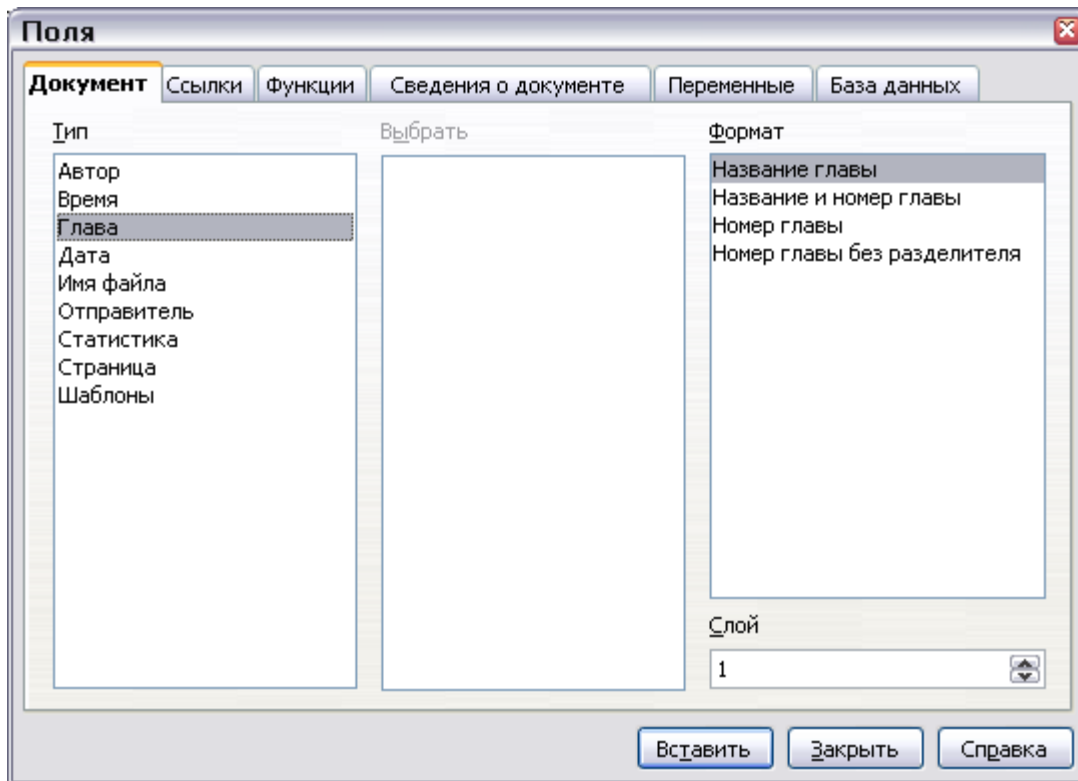 Поля
Документ Ссылки Функции Сведения о документе Переменные База данных
Тип
Автор
Время
Глава
Дата
Имя файла
Отправитель
Статистика
Страница
Шаблоны
Выбрать
Формат
Название главы
Название и номер главы
Номер главы
Номер главы без разделителя
Слой
1
Вставить Закрыть Справка